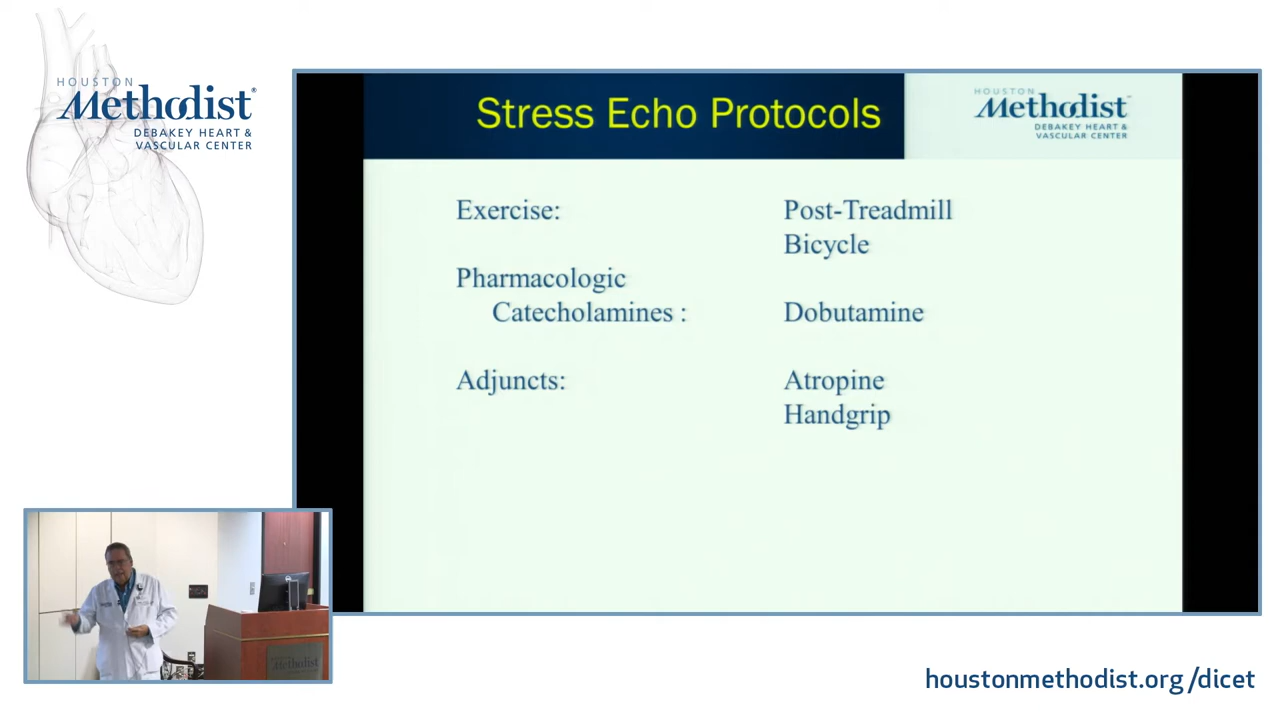 HOUSTON
Methodist®
DEBAKEY HEART &
VASCULAR CENTER
Stress Echo Protocols
HOUSTON
Methodist™
DEBAKEY HEART &
VASCULAR CENTER
Exercise: Post-Treadmill
Bicycle
Pharmacologic
Catecholamines : Dobutamine
Adjuncts: Atropine
Handgrip
Methodist
houstonmethodist.org/dicet